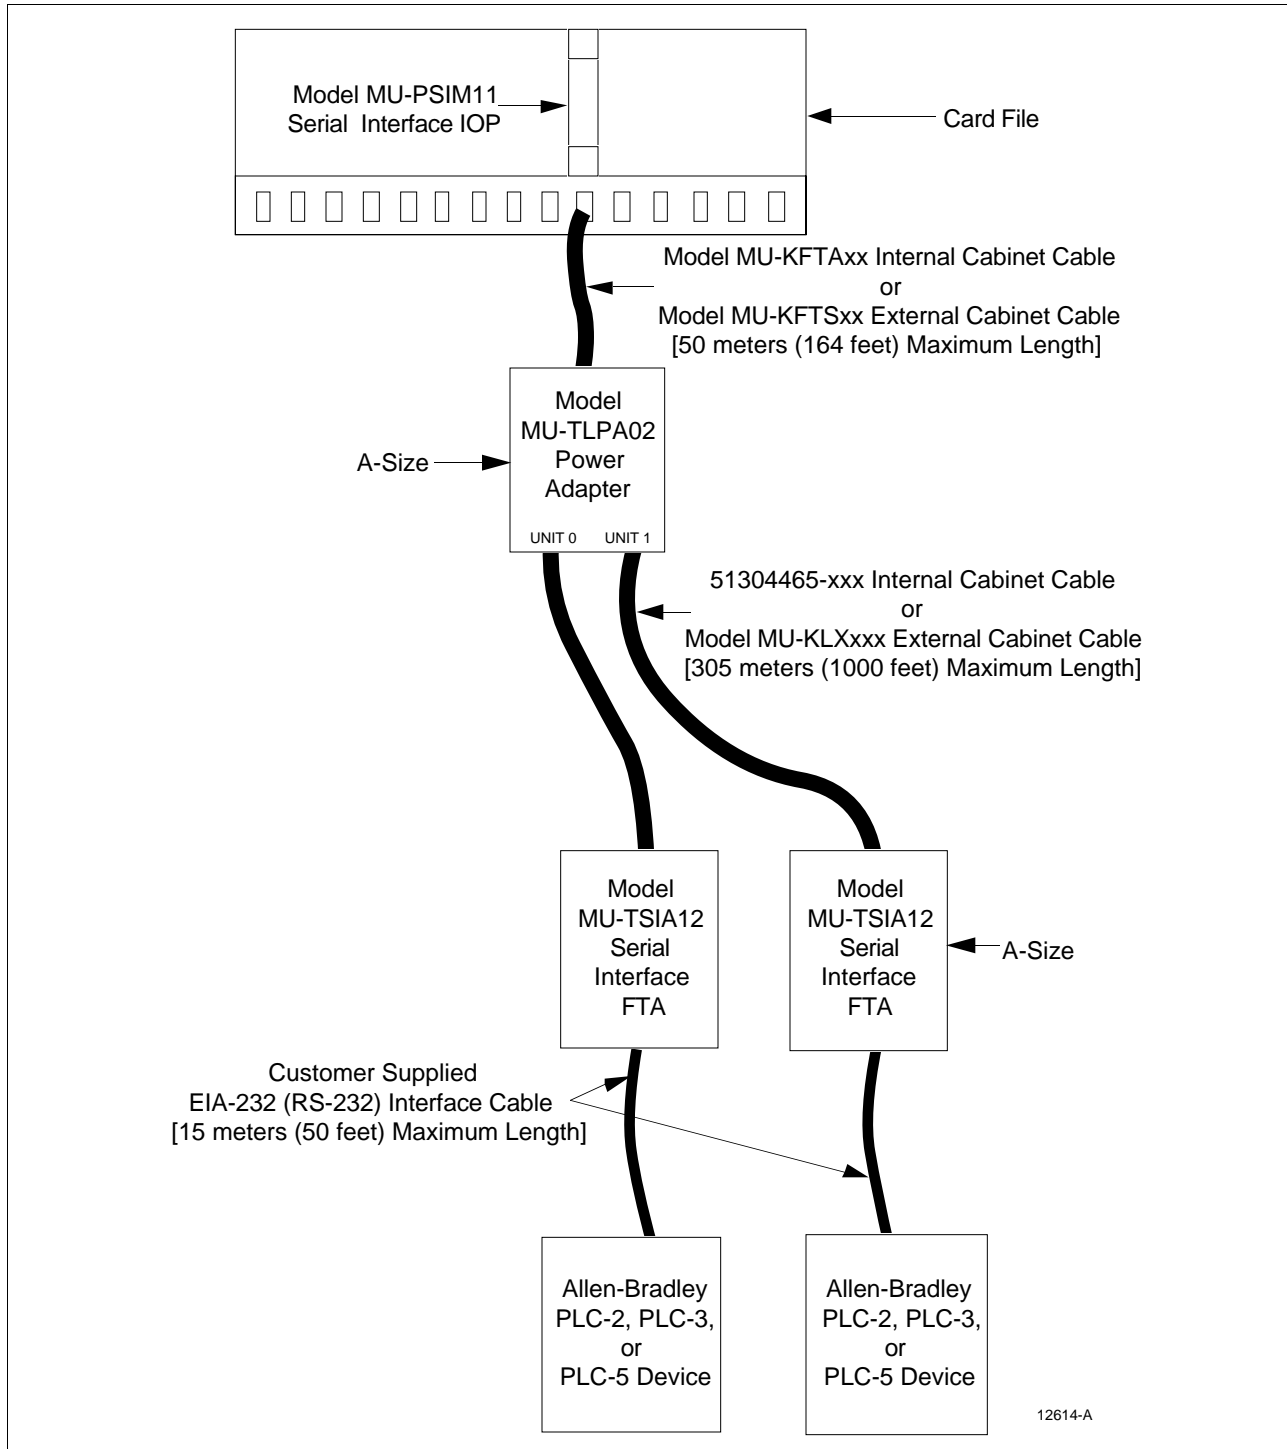 Model MU-PSIM11
Serial Interface IOP
Card File
Model MU-KFTAxx Internal Cabinet Cable
or
Model MU-KFTSxx External Cabinet Cable
[50 meters (164 feet) Maximum Length]
Model
MU-TLPA02
Power
Adapter
A-Size
UNIT 0 UNIT 1
51304465-xxx Internal Cabinet Cable
or
Model MU-KLXxxx External Cabinet Cable
[305 meters (1000 feet) Maximum Length]
Model
MU-TSIA12
Serial
Interface
FTA
Model
MU-TSIA12
Serial
Interface
FTA
A-Size
Customer Supplied
EIA-232 (RS-232) Interface Cable
[15 meters (50 feet) Maximum Length]
Allen-Bradley
PLC-2, PLC-3,
or
PLC-5 Device
Allen-Bradley
PLC-2, PLC-3,
or
PLC-5 Device
12614-A